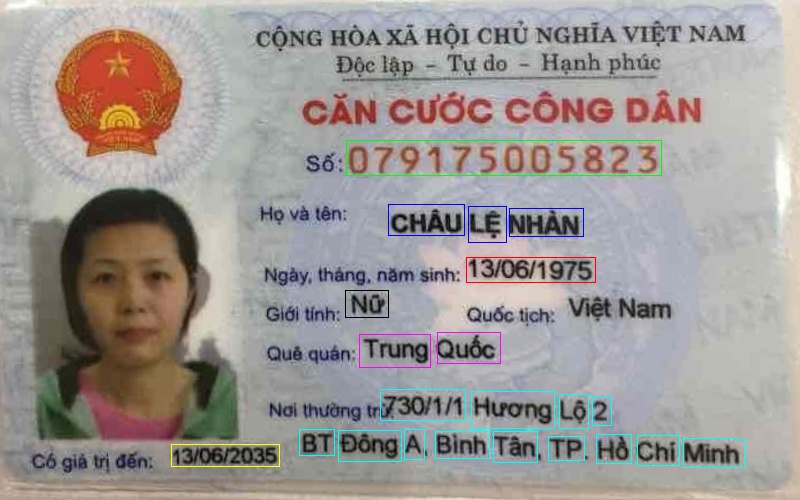 CỘNG HÒA XÃ HỘI CHỦ NGHĨA VIỆT NAM
Độc lập – Tự do – Hạnh phúc
CĂN CƯỚC CÔNG DÂN
Số: 079175005823
Họ và tên: CHÂU LỆ NHÀN
Ngày, tháng, năm sinh: 13/06/1975
Giới tính: Nữ Quốc tịch: Việt Nam
Quê quán: Trung Quốc
Nơi thường trú: 730/1/1 Hương Lộ 2
BT Đông A, Bình Tân, TP. Hồ Chí Minh
Có giá trị đến: 13/06/2035